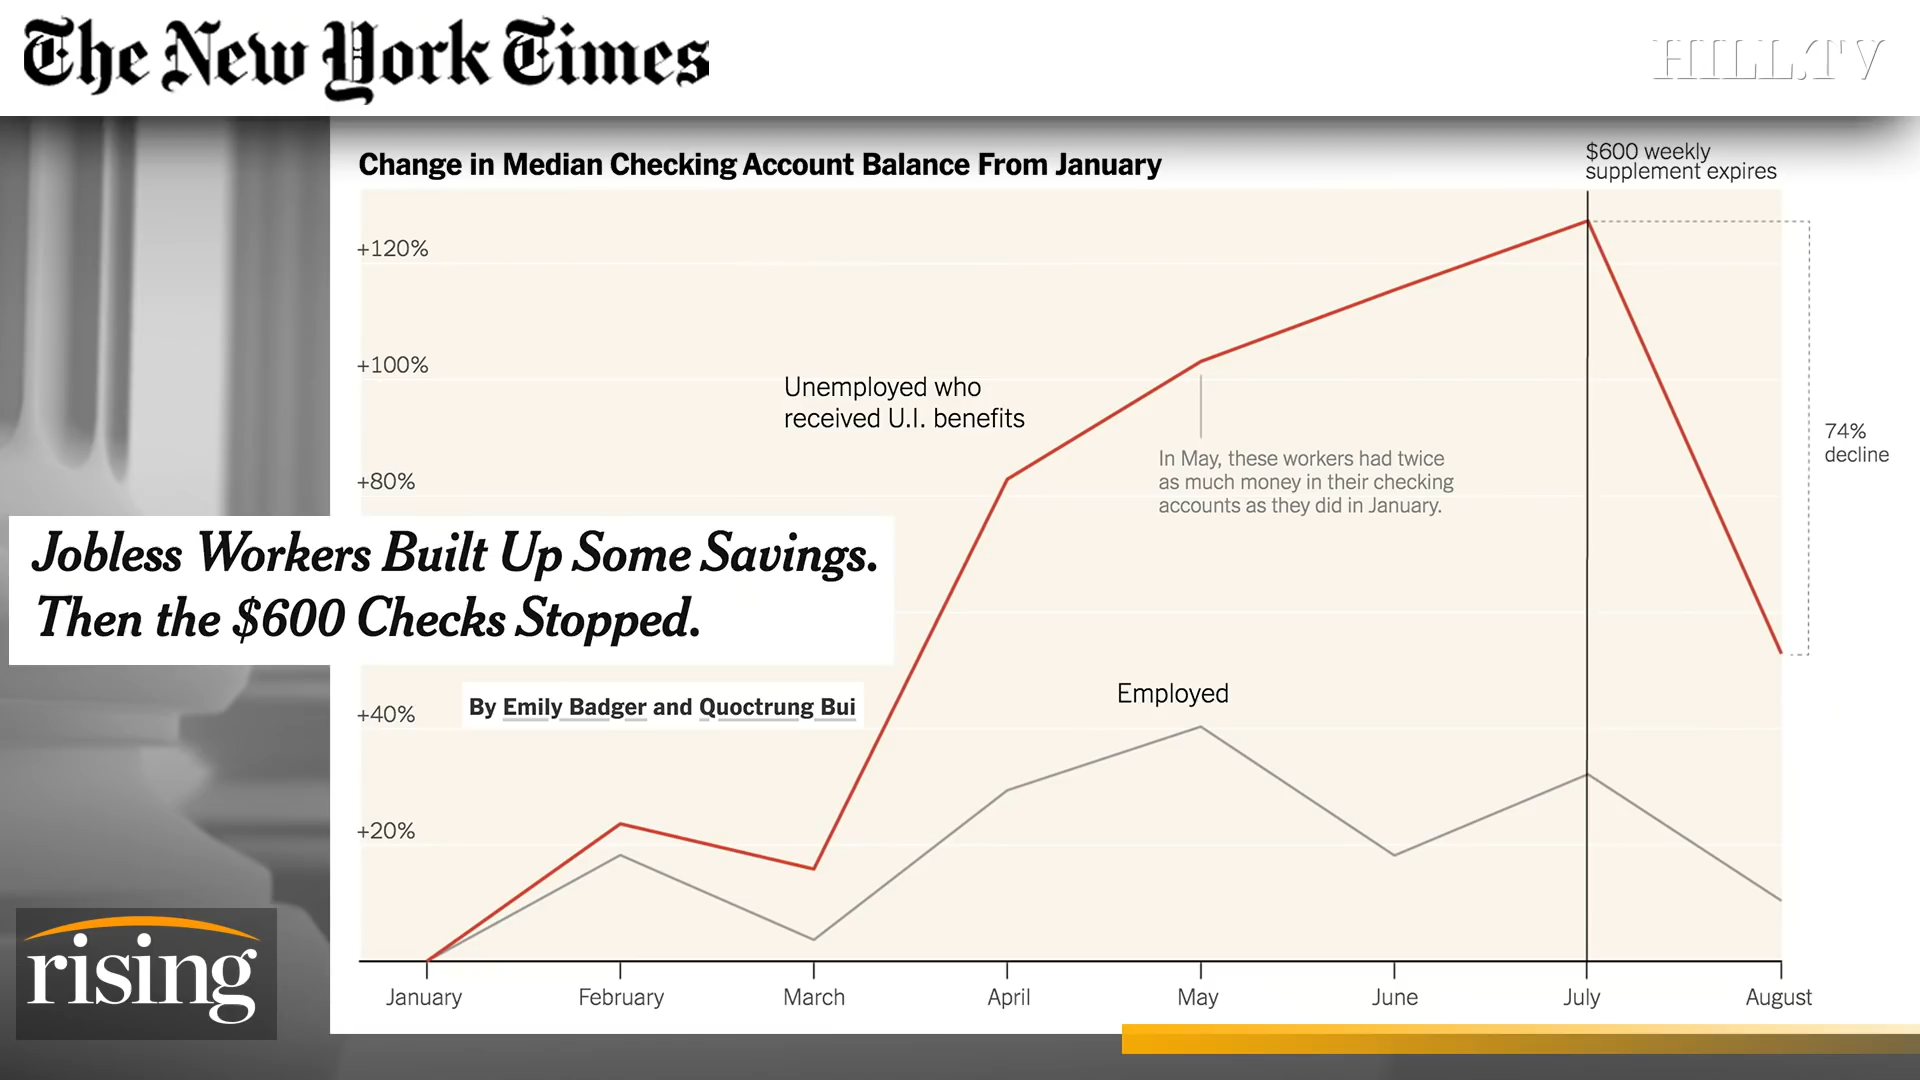 The New York Times
HILL.TV
Change in Median Checking Account Balance From January
$600 weekly
supplement expires
+120%
+100%
Unemployed who
received U.I. benefits
74%
decline
In May, these workers had twice
as much money in their checking
accounts as they did in January.
+80%
Jobless Workers Built Up Some Savings.
Then the $600 Checks Stopped.
By Emily Badger and Quoctrung Bui
Employed
+40%
+20%
rising
January
February
March
April
May
June
July
August